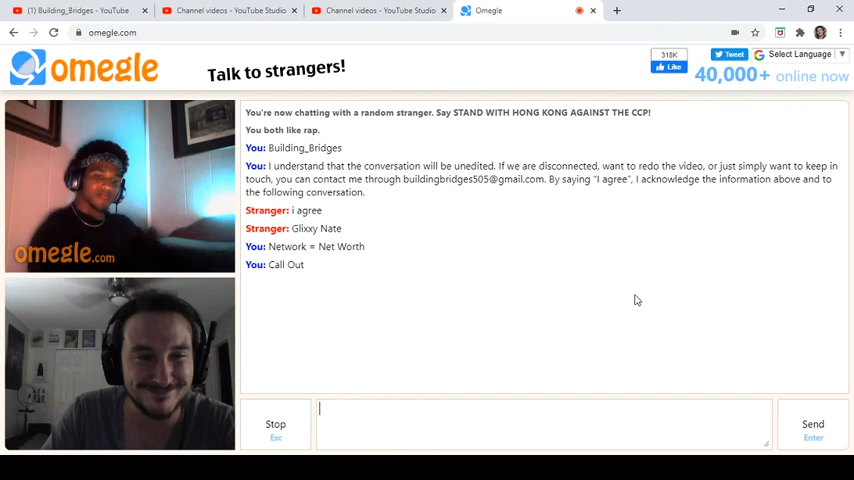 (1) Building_Bridges - YouTube
Channel videos - YouTube Studio
Channel videos - YouTube Studio
Omegle
omegle.com
omegle
Talk to strangers!
318K
Like
Tweet
Select Language
40,000+ online now
You're now chatting with a random stranger. Say STAND WITH HONG KONG AGAINST THE CCP!
You both like rap.
You: Building_Bridges
You: I understand that the conversation will be unedited. If we are disconnected, want to redo the video, or just simply want to keep in
touch, you can contact me through buildingbridges505@gmail.com. By saying "I agree", I acknowledge the information above and to
the following conversation.
Stranger: i agree
Stranger: Glixxy Nate
You: Network = Net Worth
You: Call Out
omegle.com
Stop
Esc
Send
Enter